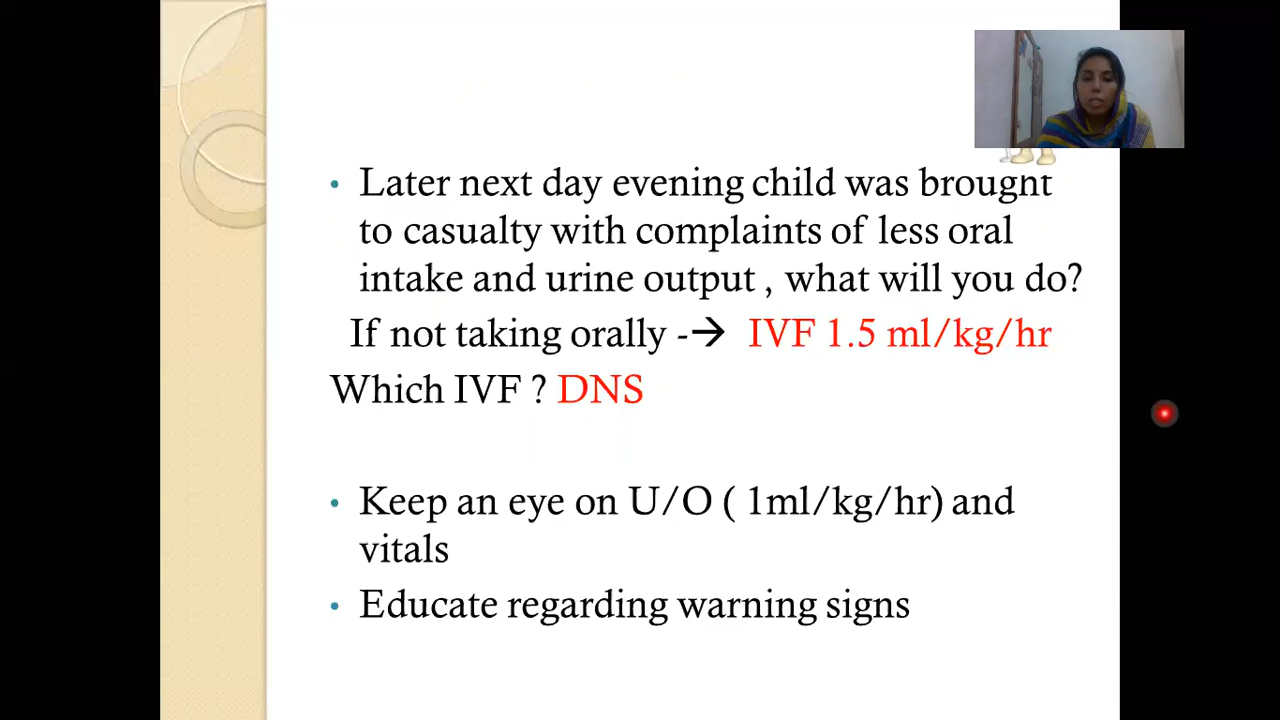 • Later next day evening child was brought
to casualty with complaints of less oral
intake and urine output , what will you do?
If not taking orally -→ IVF 1.5 ml/kg/hr
Which IVF ? DNS
• Keep an eye on U/O ( 1ml/kg/hr) and
vitals
• Educate regarding warning signs